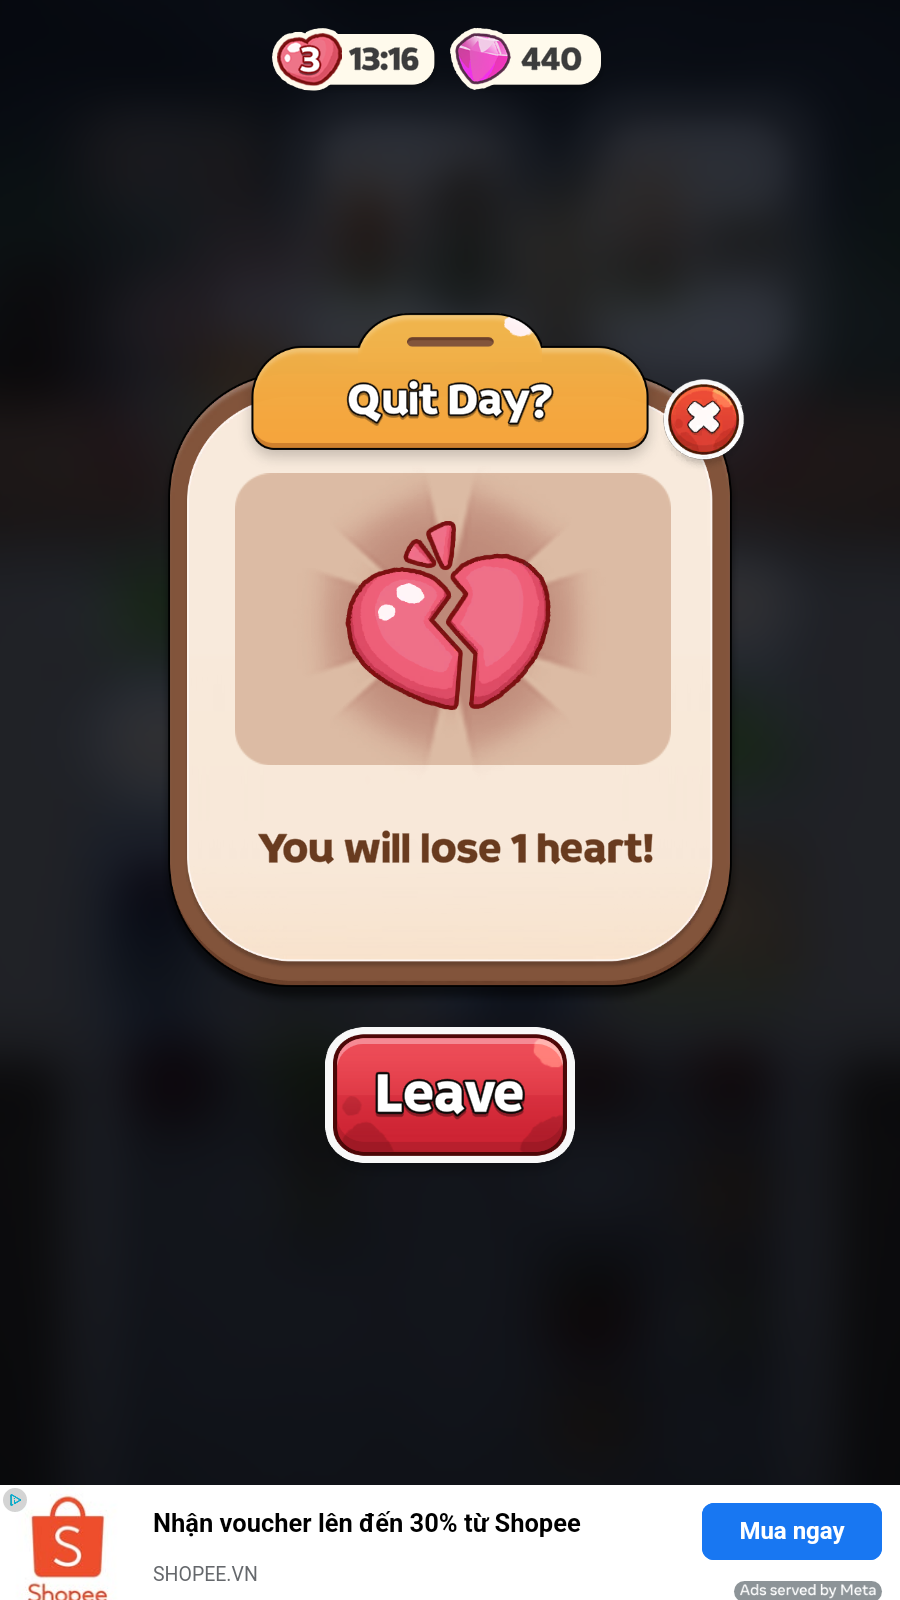 3 13:16 440
Quit Day?
You will lose 1 heart!
Leave
Nhận voucher lên đến 30% từ Shopee
SHOPEE.VN
Mua ngay
S
Shopee
Ads served by Meta